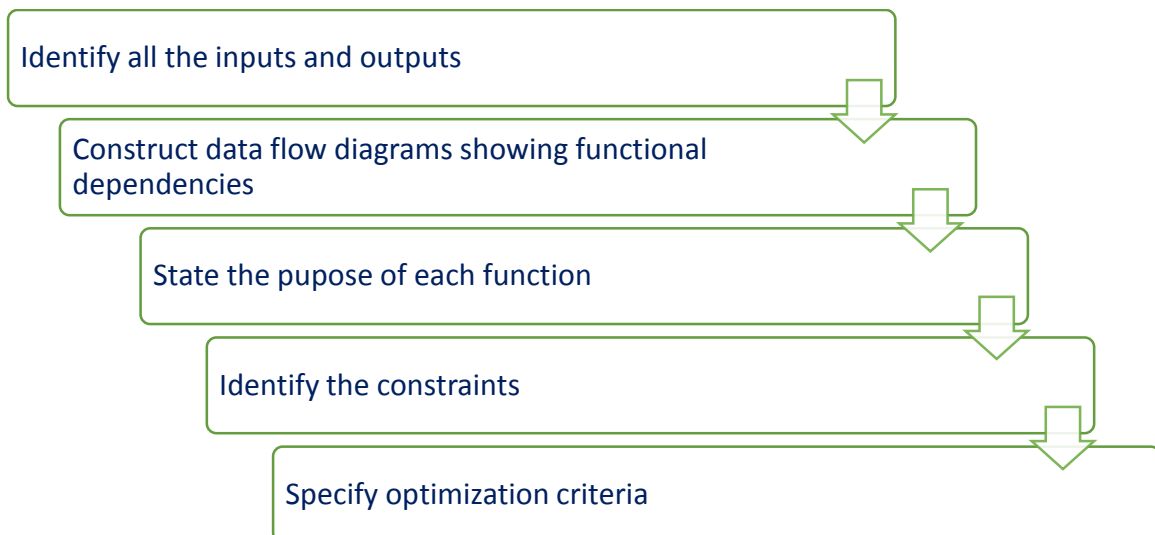 Identify all the inputs and outputs
Construct data flow diagrams showing functional
dependencies
State the pupose of each function
Identify the constraints
Specify optimization criteria